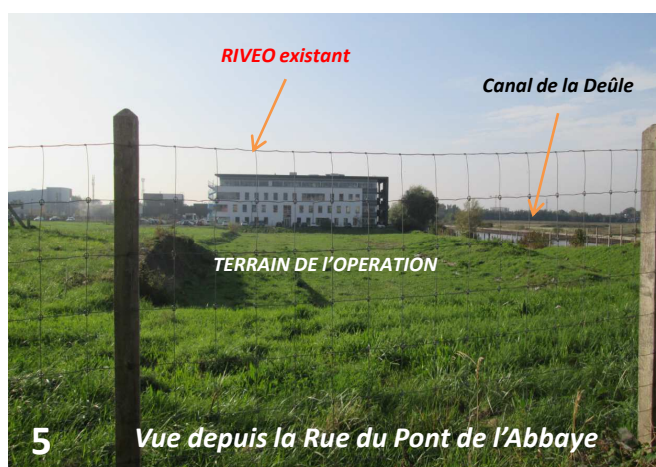 RIVEO existant
Canal de la Deûle
TERRAIN DE L'OPERATION
5
Vue depuis la Rue du Pont de l'Abbaye